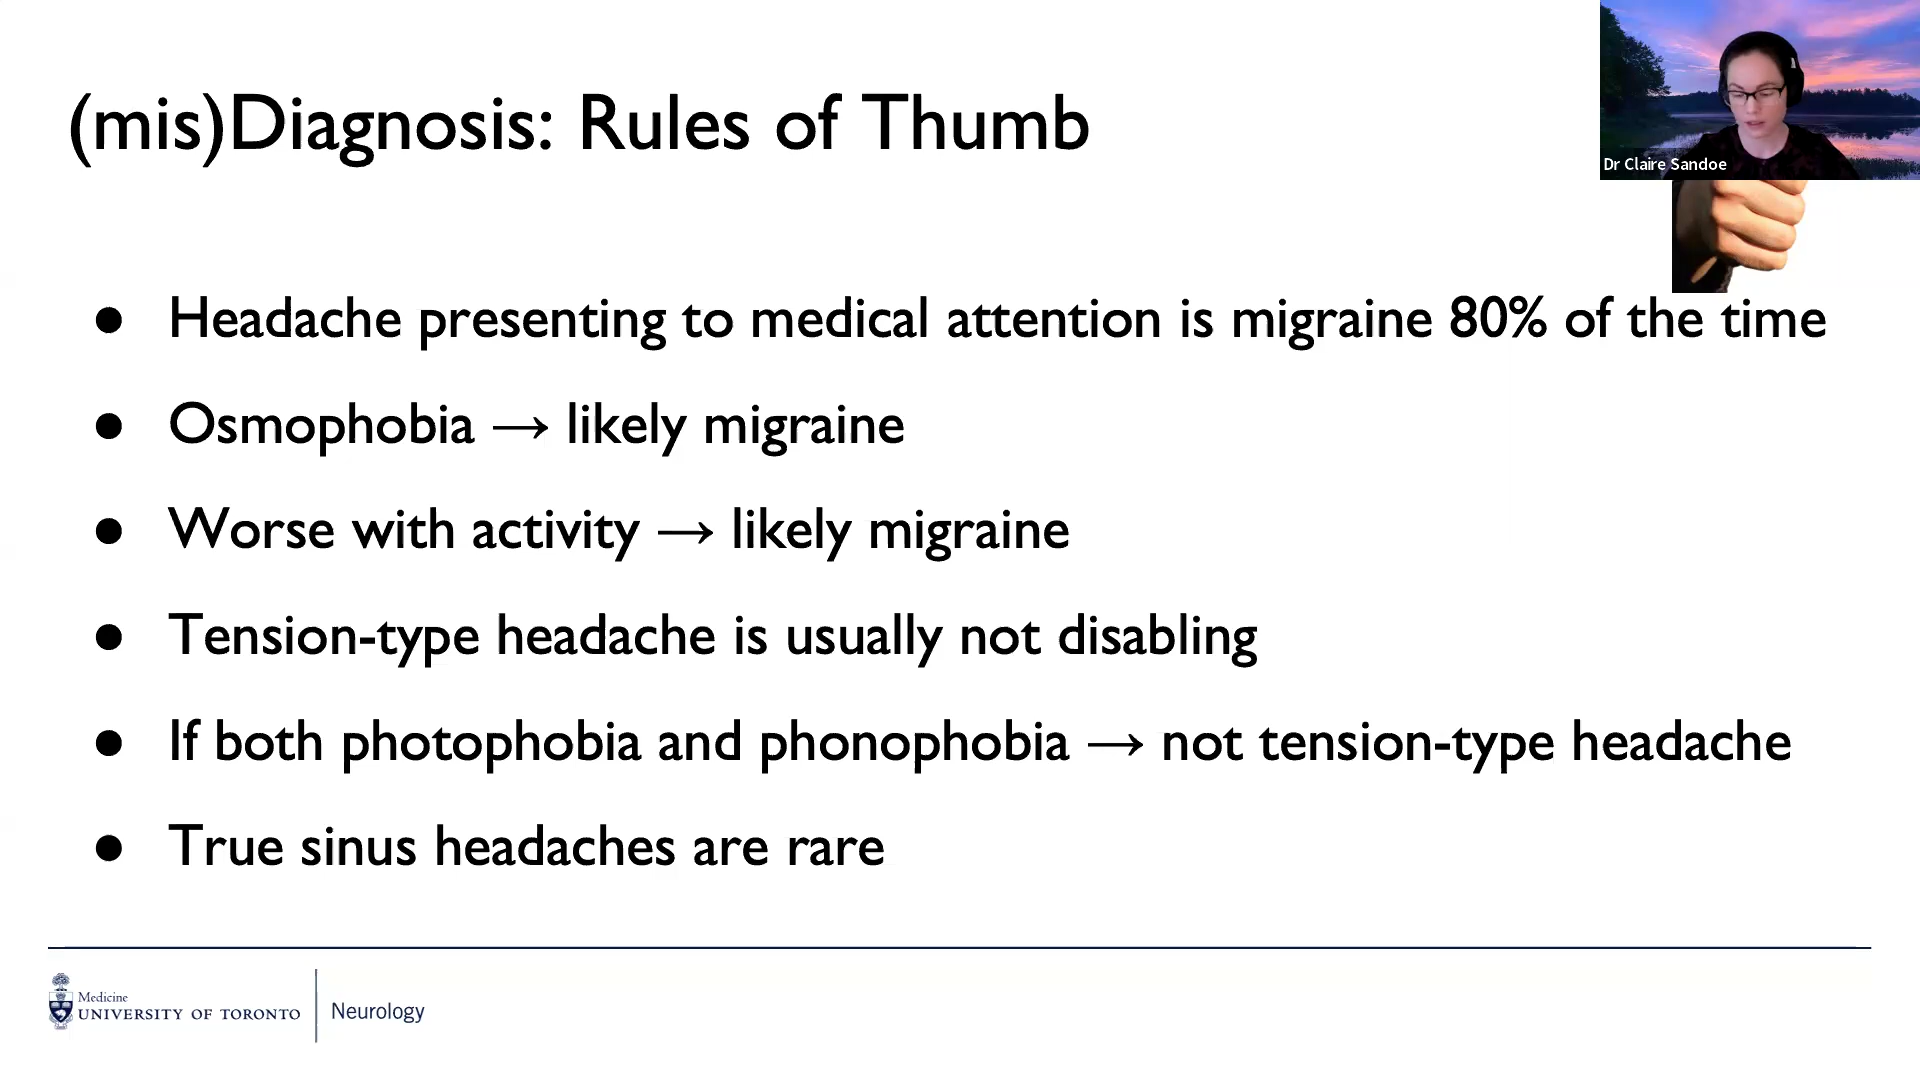 (mis)Diagnosis: Rules of Thumb
Dr Claire Sandoe
● Headache presenting to medical attention is migraine 80% of the time
● Osmophobia → likely migraine
● Worse with activity → likely migraine
● Tension-type headache is usually not disabling
● If both photophobia and phonophobia → not tension-type headache
● True sinus headaches are rare
Medicine
UNIVERSITY OF TORONTO
Neurology